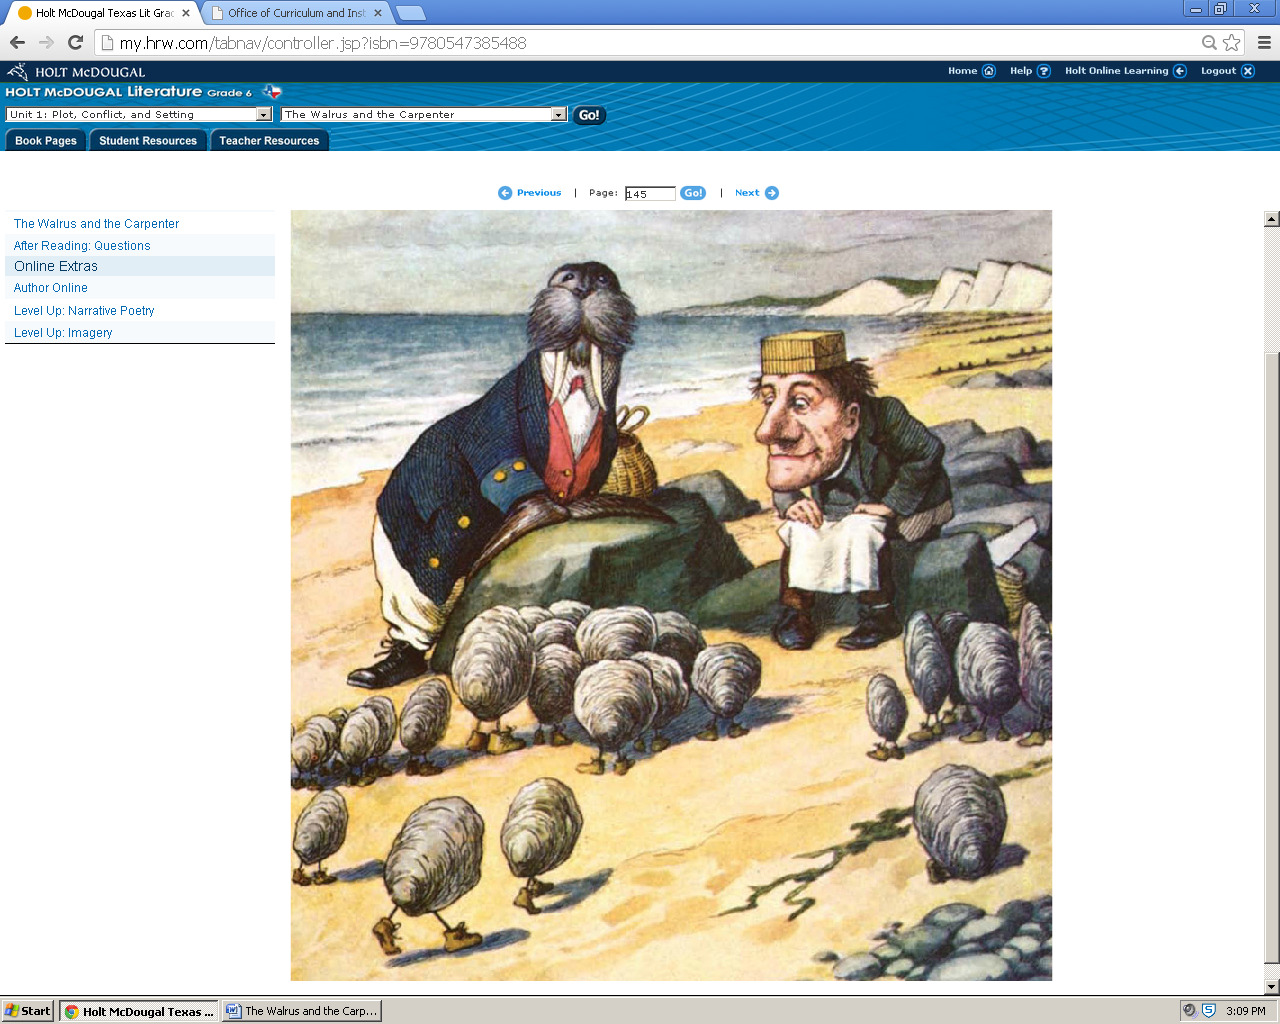 Holt McDougal Texas Lit Grad
Office of Curriculum and Inst
my.hrw.com/tabnav/controller.jsp?isbn=9780547385488
HOLT McDOUGAL
Home Help ? Holt Online Learning Logout
HOLT McDOUGAL Literature Grade 6
Unit 1: Plot, Conflict, and Setting The Walrus and the Carpenter Go!
Book Pages Student Resources Teacher Resources
Previous | Page: 145 Go! | Next
The Walrus and the Carpenter
After Reading: Questions
Online Extras
Author Online
Level Up: Narrative Poetry
Level Up: Imagery
Start Holt McDougal Texas ... The Walrus and the Carp... 3:09 PM